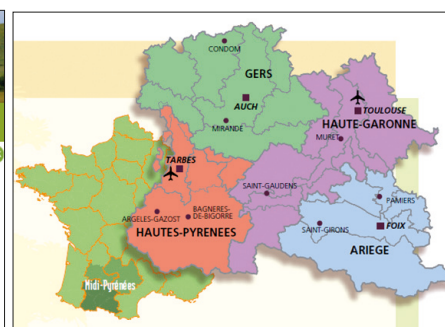 CONDOM
GERS
AUCH
MIRANDE
TOULOUSE
HAUTE-GARONNE
MURET
TARBES
SAINT-GAUDENS
PAMIERS
ARGELES-GAZOST
BAGNERES-
DE-BIGORRE
SAINT-GIRONS
FOIX
HAUTES-PYRENEES
ARIEGE
Midi-Pyrénées